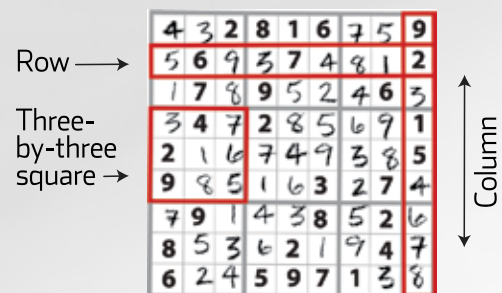 4 3 2 8 1 6 7 5 9
Row
5 6 9 3 7 4 8 1 2
1 7 8 9 5 2 4 6 3
Three-
by-three
square
3 4 7 2 8 5 6 9 1
2 1 6 7 4 9 3 8 5
9 8 5 1 6 3 2 7 4
Column
7 9 1 4 3 8 5 2 6
8 5 3 6 2 1 9 4 7
6 2 4 5 9 7 1 3 8